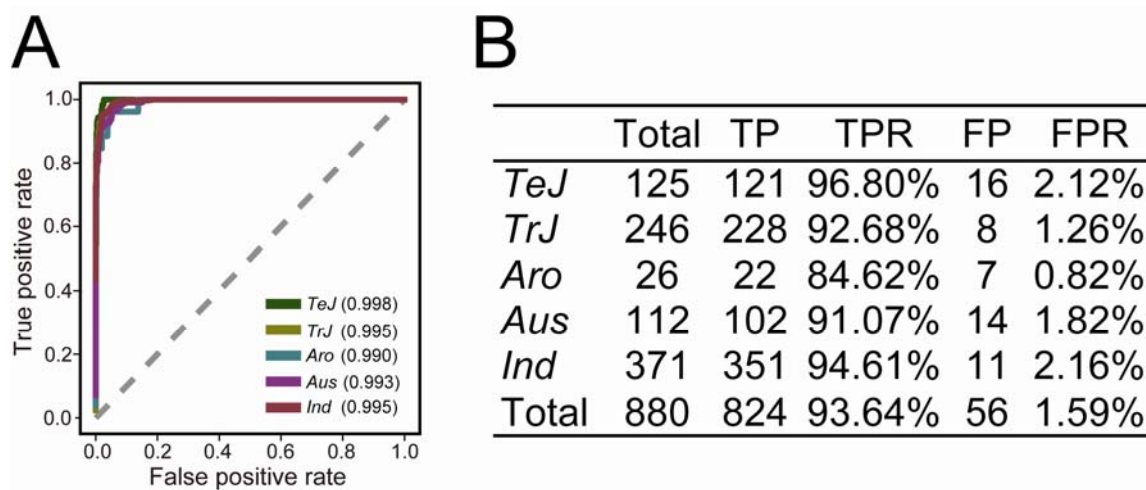 A
True positive rate
1.0
0.8
0.6
0.4
0.2
0.0
TeJ (0.998)
TrJ (0.995)
Aro (0.990)
Aus (0.993)
Ind (0.995)
0.0 0.2 0.4 0.6 0.8 1.0
False positive rate
B
Total TP TPR FP FPR
TeJ 125 121 96.80% 16 2.12%
TrJ 246 228 92.68% 8 1.26%
Aro 26 22 84.62% 7 0.82%
Aus 112 102 91.07% 14 1.82%
Ind 371 351 94.61% 11 2.16%
Total 880 824 93.64% 56 1.59%